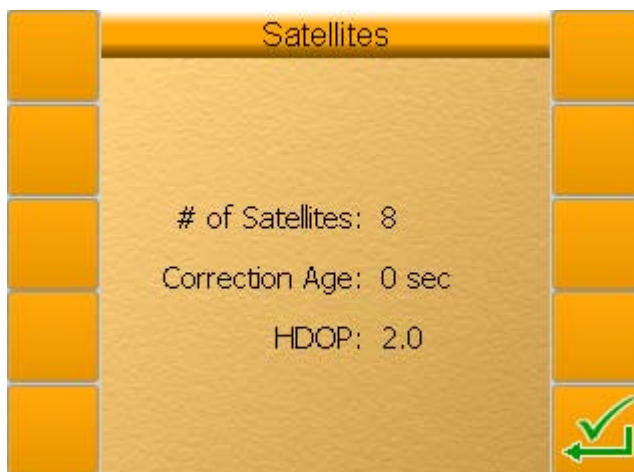 Satellites
# of Satellites: 8
Correction Age: 0 sec
HDOP: 2.0